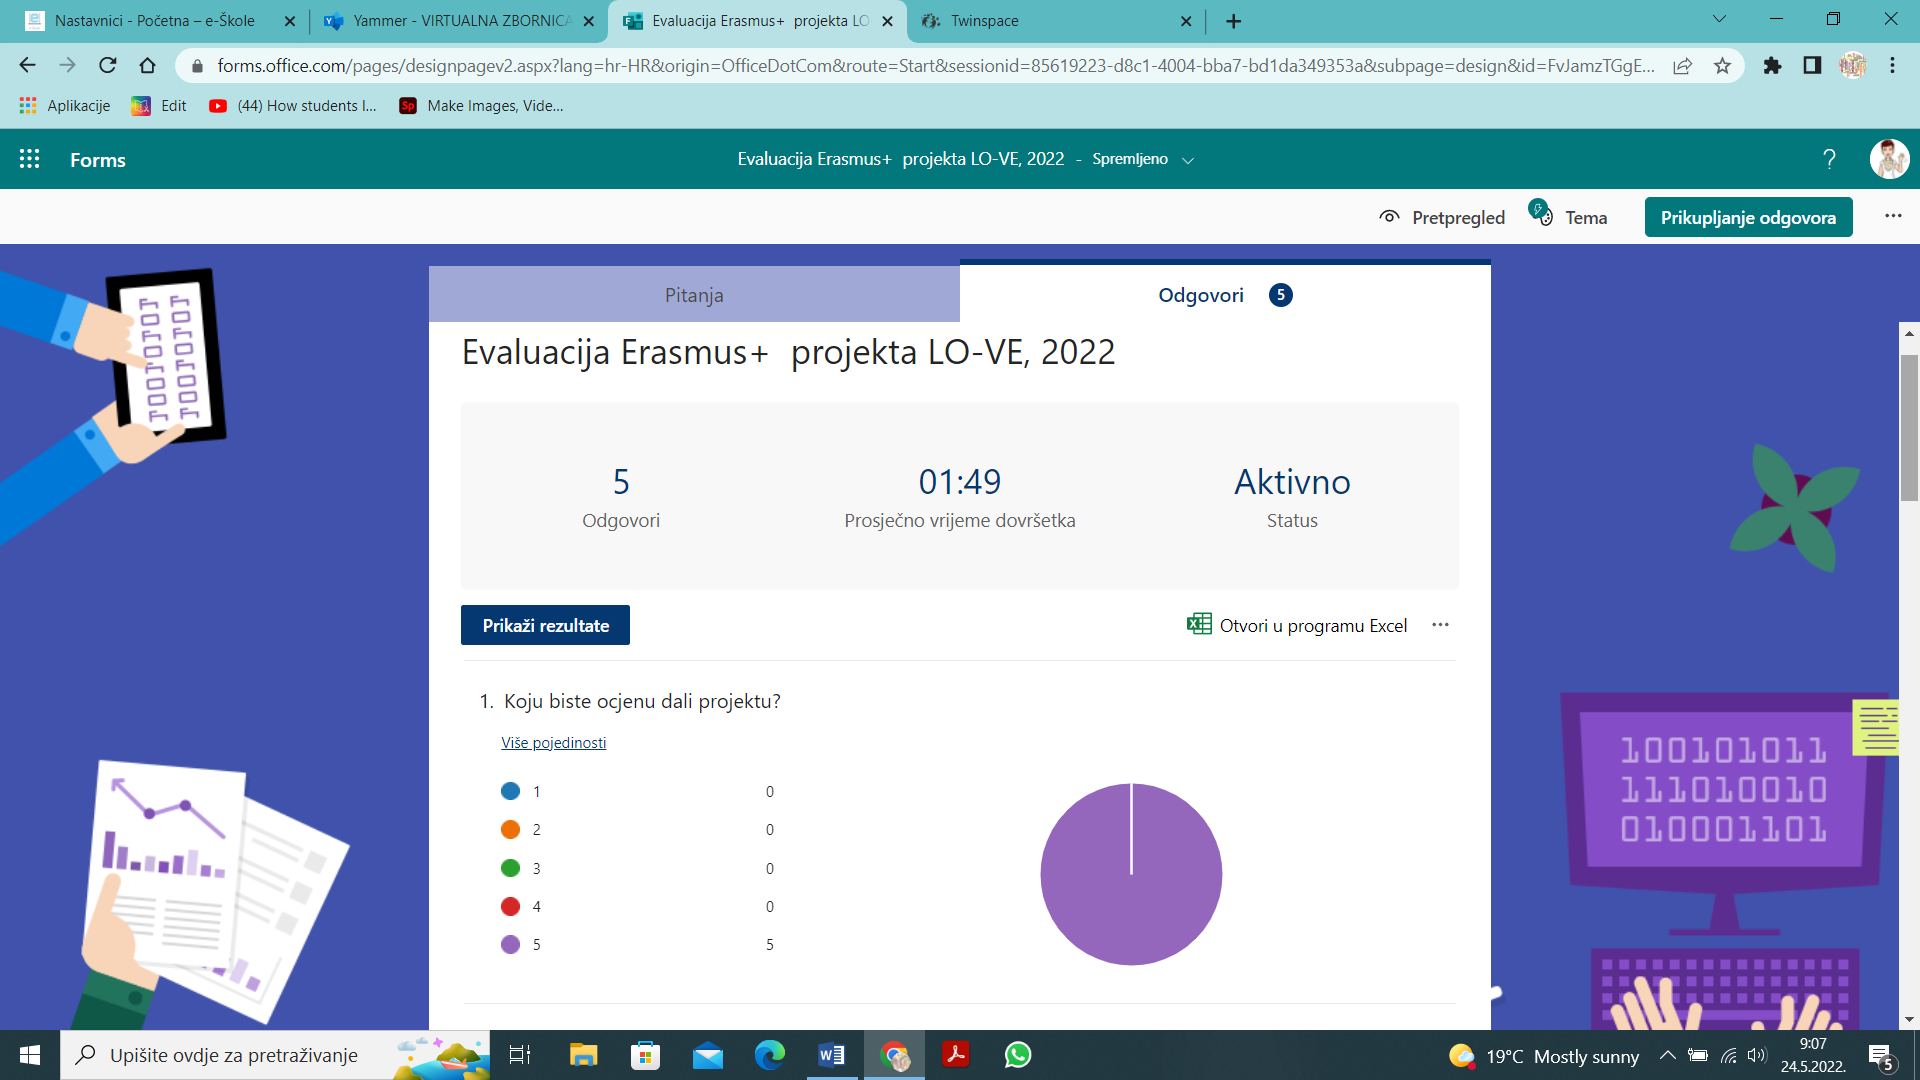 Nastavnici - Početna – e-Škole
Yammer - VIRTUALNA ZBORNICA
Evaluacija Erasmus+ projekta LO
Twinspace
forms.office.com/pages/designpagev2.aspx?lang=hr-HR&origin=OfficeDotCom&route=Start&sessionid=85619223-d8c1-4004-bba7-bd1da349353a&subpage=design&id=FvJamzTGgE...
Aplikacije
Edit
(44) How students l...
Sp
Make Images, Vide...
Forms
Evaluacija Erasmus+ projekta LO-VE, 2022 - Spremljeno
?
Pretpregled
Tema
Prikupljanje odgovora
Pitanja
Odgovori 5
Evaluacija Erasmus+ projekta LO-VE, 2022
5
Odgovori
01:49
Prosječno vrijeme dovršetka
Aktivno
Status
Prikaži rezultate
Otvori u programu Excel
1. Koju biste ocjenu dali projektu?
Više pojedinosti
1 0
2 0
3 0
4 0
5 5
100101011
111010010
010001101
Upišite ovdje za pretraživanje
19°C Mostly sunny
9:07
24.5.2022.
5